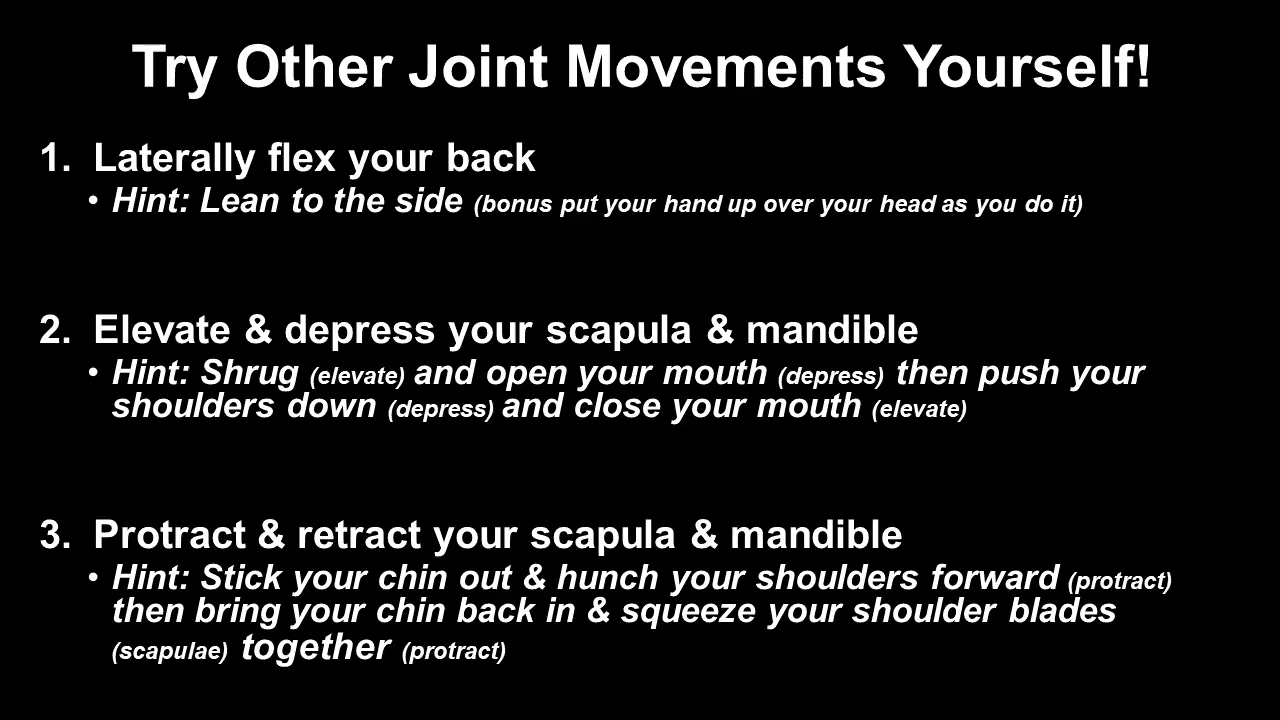 Try Other Joint Movements Yourself!
1. Laterally flex your back
• Hint: Lean to the side (bonus put your hand up over your head as you do it)
2. Elevate & depress your scapula & mandible
• Hint: Shrug (elevate) and open your mouth (depress) then push your
shoulders down (depress) and close your mouth (elevate)
3. Protract & retract your scapula & mandible
• Hint: Stick your chin out & hunch your shoulders forward (protract)
then bring your chin back in & squeeze your shoulder blades
(scapulae) together (protract)